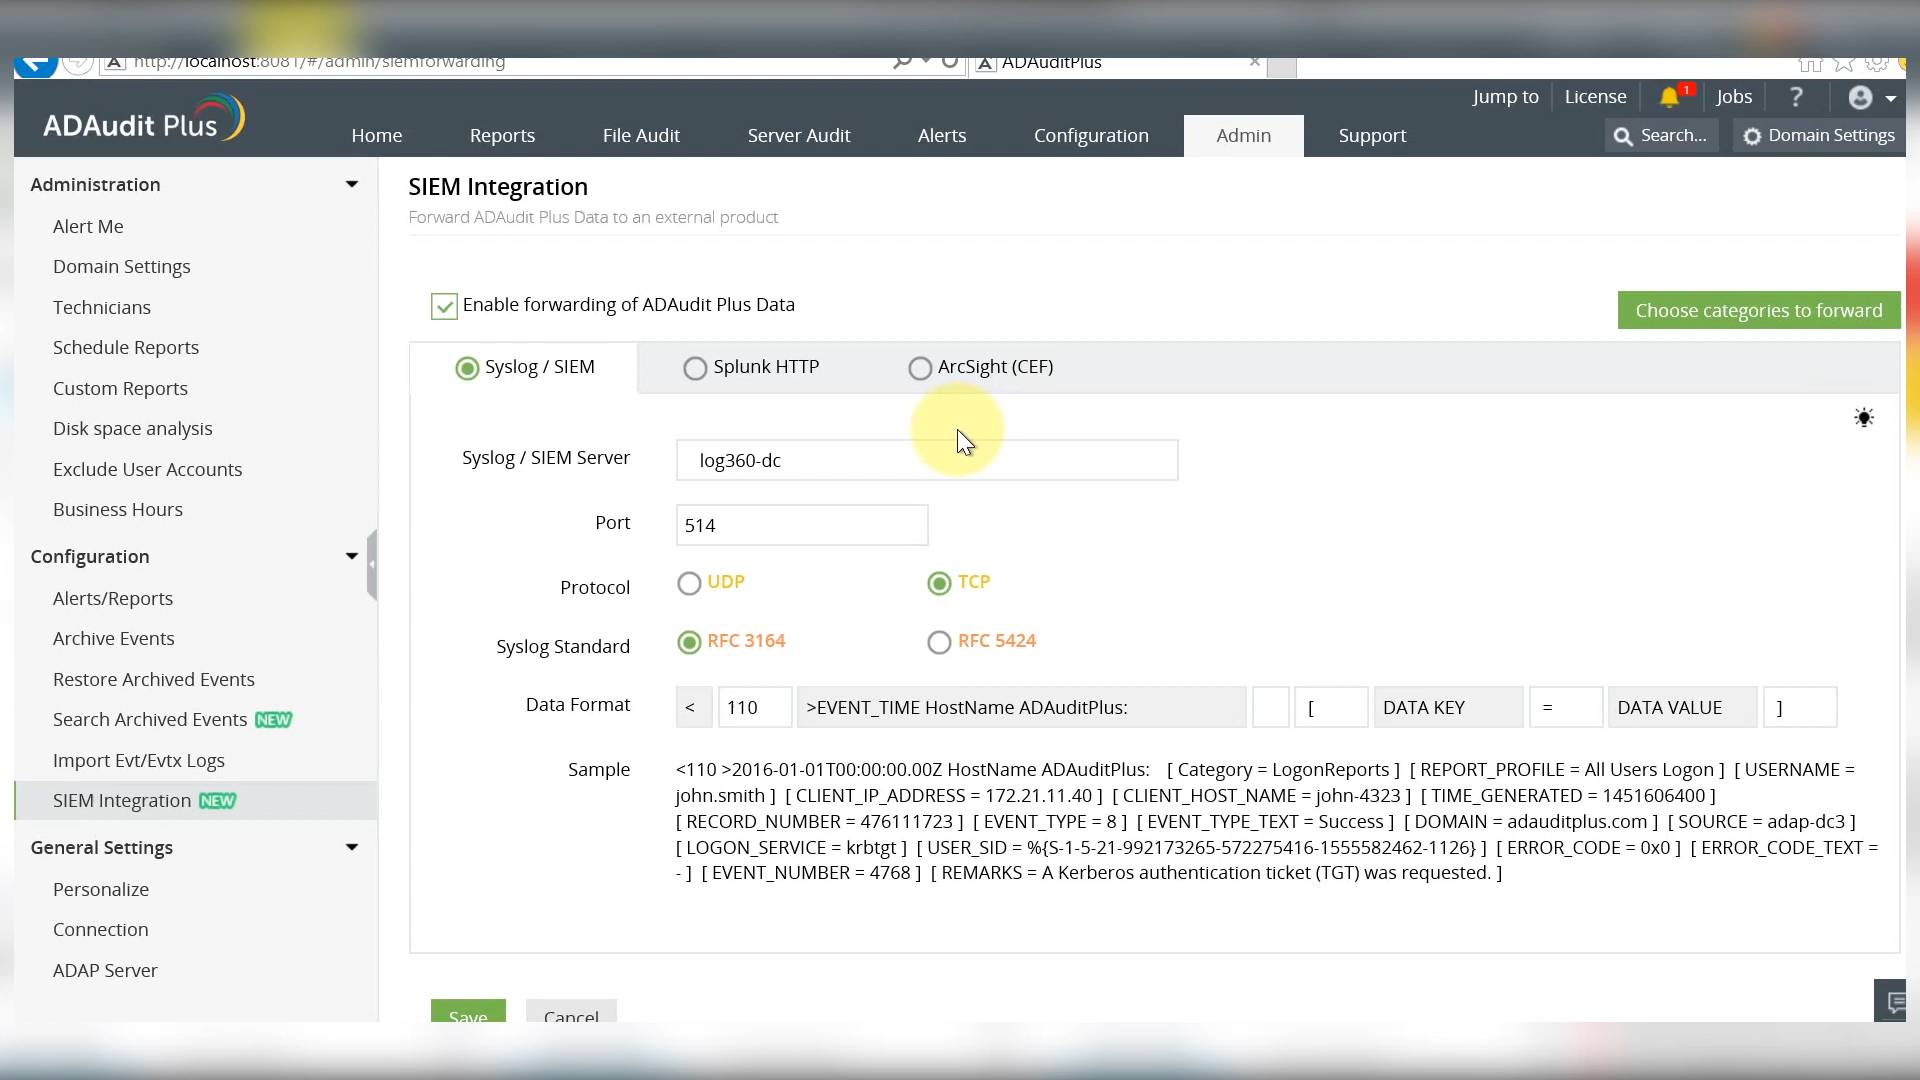 http://localhost:8081/#/admin/siemforwarding
ADAuditPlus
ADAudit Plus
Jump to
License
1
Jobs
?
Home
Reports
File Audit
Server Audit
Alerts
Configuration
Admin
Support
Search...
Domain Settings
Administration
Alert Me
Domain Settings
Technicians
Schedule Reports
Custom Reports
Disk space analysis
Exclude User Accounts
Business Hours
Configuration
Alerts/Reports
Archive Events
Restore Archived Events
Search Archived Events NEW
Import Evt/Evtx Logs
SIEM Integration NEW
General Settings
Personalize
Connection
ADAP Server
SIEM Integration
Forward ADAudit Plus Data to an external product
Enable forwarding of ADAudit Plus Data
Choose categories to forward
Syslog / SIEM
Splunk HTTP
ArcSight (CEF)
Syslog / SIEM Server
log360-dc
Port
514
Protocol
UDP
TCP
Syslog Standard
RFC 3164
RFC 5424
Data Format
< 110 >EVENT_TIME HostName ADAuditPlus: [ DATA KEY = DATA VALUE ]
Sample
<110 >2016-01-01T00:00:00.00Z HostName ADAuditPlus: [ Category = LogonReports ] [ REPORT_PROFILE = All Users Logon ] [ USERNAME =
john.smith ] [ CLIENT_IP_ADDRESS = 172.21.11.40 ] [ CLIENT_HOST_NAME = john-4323 ] [ TIME_GENERATED = 1451606400 ]
[ RECORD_NUMBER = 476111723 ] [ EVENT_TYPE = 8 ] [ EVENT_TYPE_TEXT = Success ] [ DOMAIN = adauditplus.com ] [ SOURCE = adap-dc3 ]
[ LOGON_SERVICE = krbtgt ] [ USER_SID = %{S-1-5-21-992173265-572275416-1555582462-1126} ] [ ERROR_CODE = 0x0 ] [ ERROR_CODE_TEXT =
- ] [ EVENT_NUMBER = 4768 ] [ REMARKS = A Kerberos authentication ticket (TGT) was requested. ]
Save
Cancel